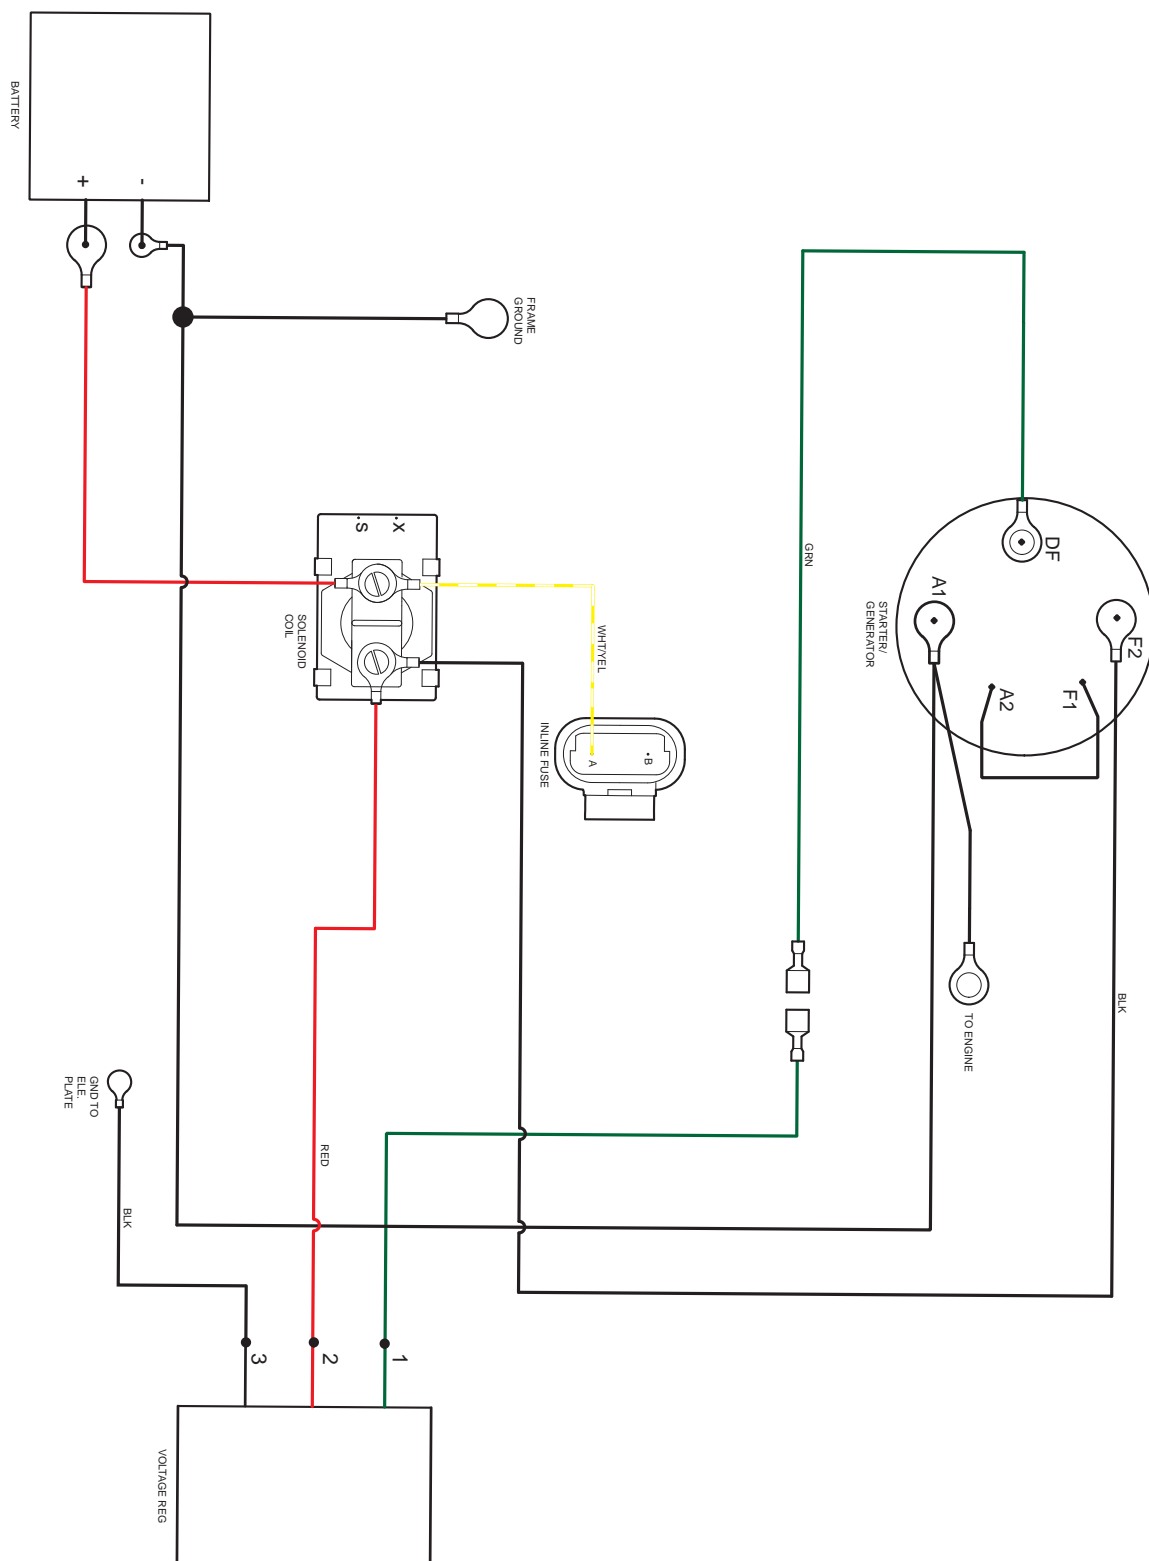 BATTERY
+
-
FRAME
GROUND
GRN
DF
A1
F2
STARTER/
GENERATOR
A2
F1
S
X
SOLENOID
COIL
WHT/YEL
INLINE FUSE
A
B
BLK
TO ENGINE
GND TO
ELE.
PLATE
BLK
RED
3
2
1
VOLTAGE REG